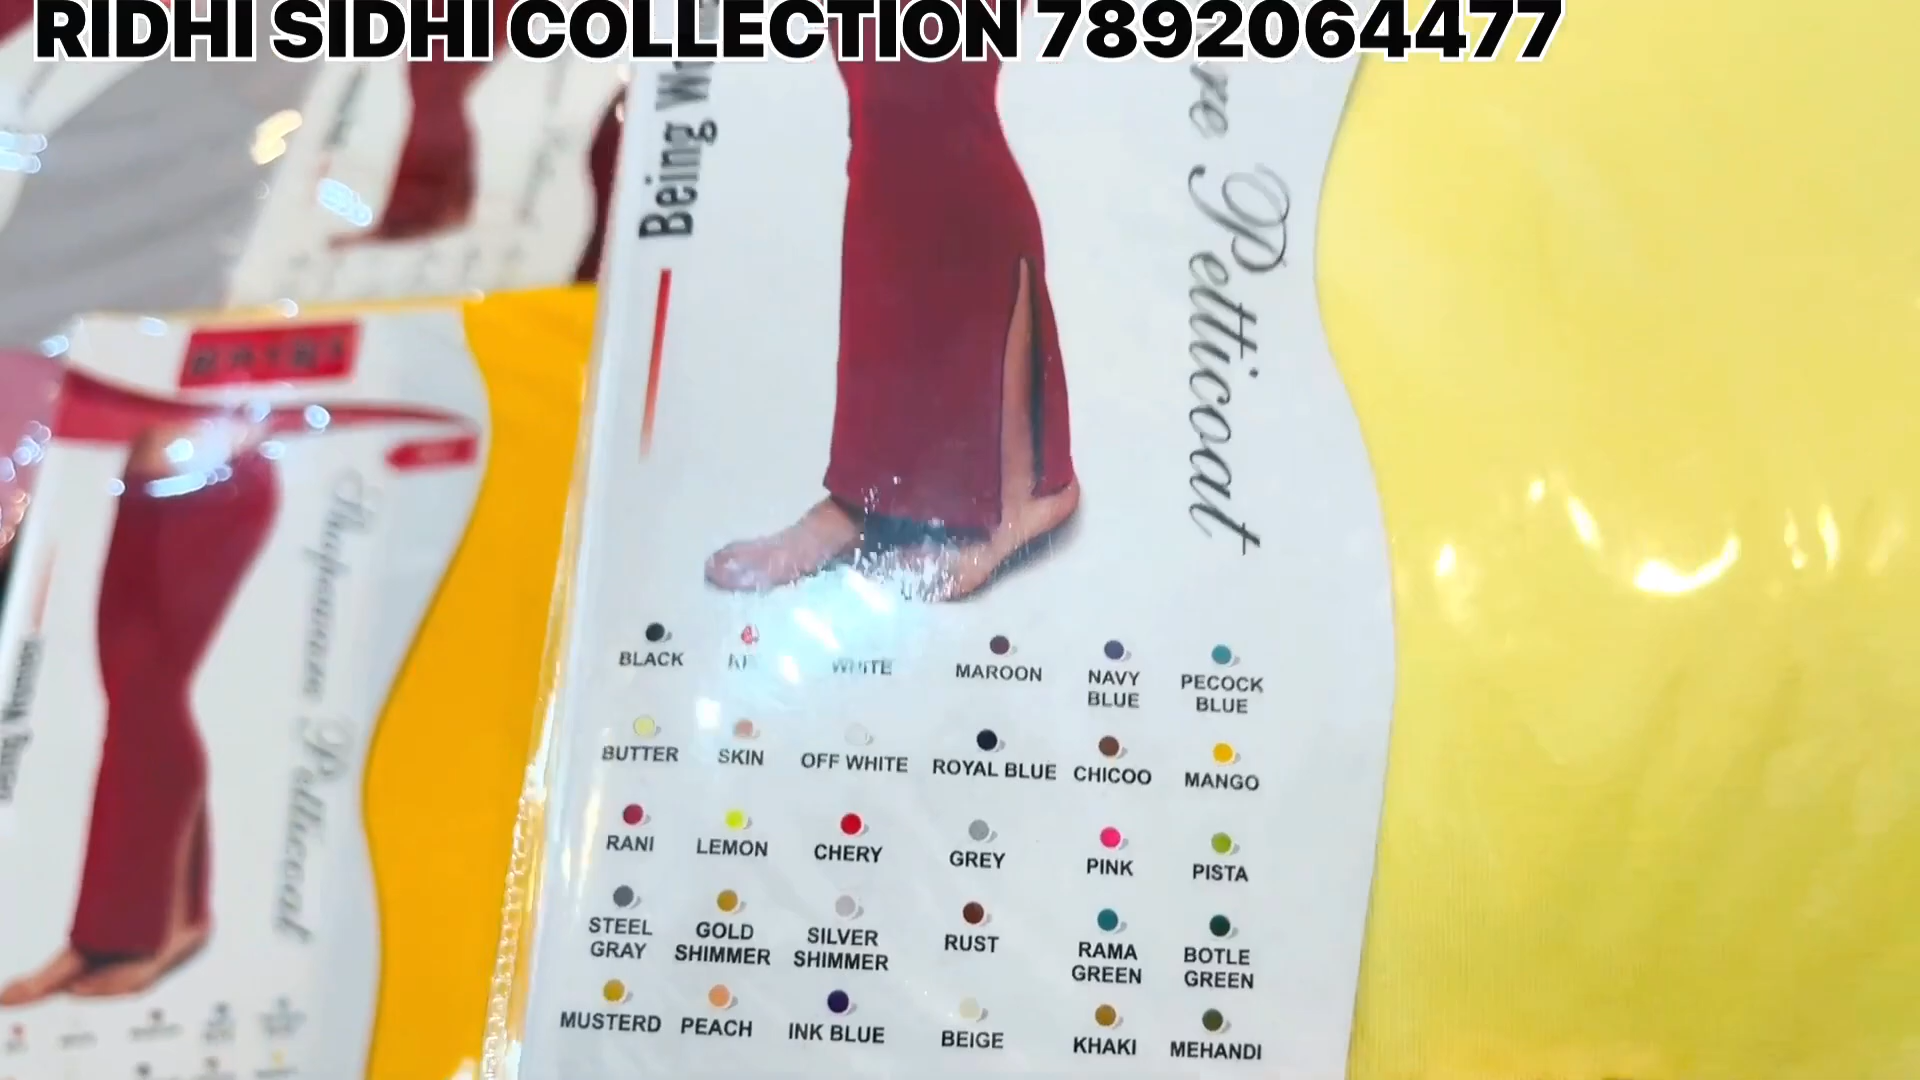 RIDHI SIDHI COLLECTION 7892064477
Being
Petticoat
Petticoat
BLACK
WHITE
MAROON
NAVY
BLUE
PECOCK
BLUE
BUTTER
SKIN
OFF WHITE
ROYAL BLUE
CHICOO
MANGO
RANI
LEMON
CHERY
GREY
PINK
PISTA
STEEL
GRAY
GOLD
SHIMMER
SILVER
SHIMMER
RUST
RAMA
GREEN
BOTLE
GREEN
MUSTERD
PEACH
INK BLUE
BEIGE
KHAKI
MEHANDI